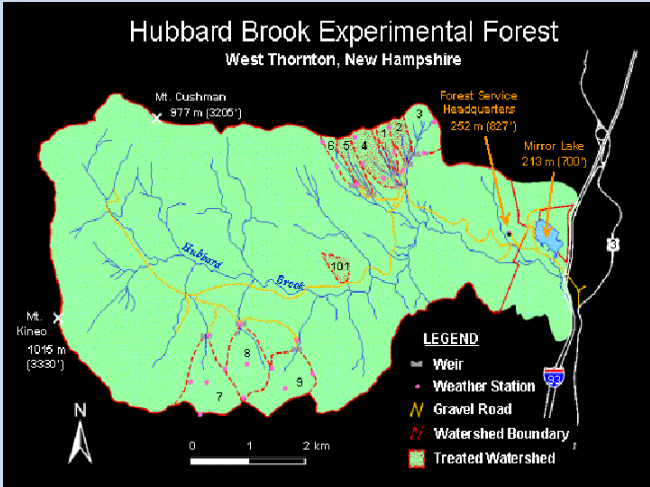 Hubbard Brook Experimental Forest
West Thornton, New Hampshire
Mt. Cushman
977 m (3205')
Forest Service
Headquarters
252 m (827')
Mirror Lake
213 m (700')
3
2
1
6
5
4
3
101
Hubbard
Brook
Mt.
Kineo
1015 m
(3330')
8
7
9
93
N
0 1 2 km
LEGEND
Weir
Weather Station
Gravel Road
Watershed Boundary
Treated Watershed